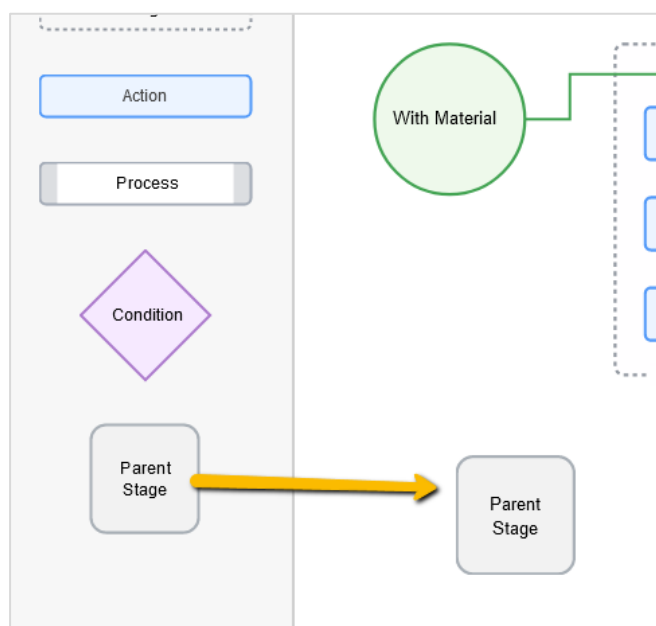 Action
With Material
Process
Condition
Parent
Stage
Parent
Stage